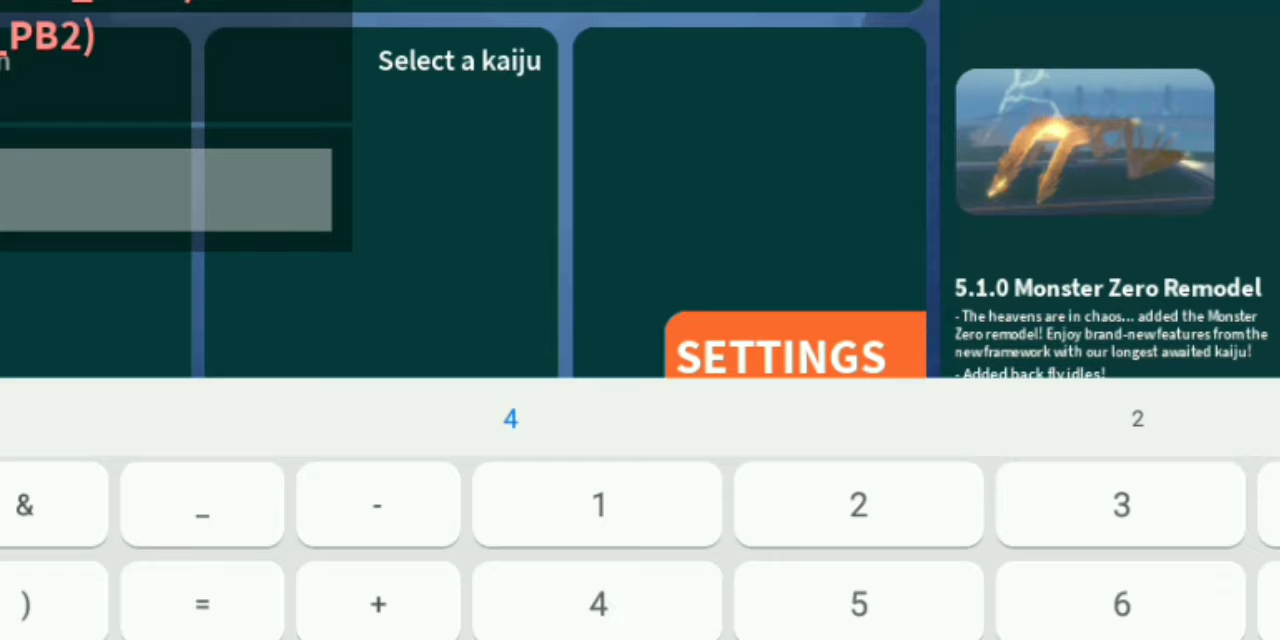 _PB2)
Select a kaiju
SETTINGS
5.1.0 Monster Zero Remodel
- The heavens are in chaos... added the Monster
Zero remodel! Enjoy brand-new features from the
new framework with our longest awaited kaiju!
- Added back fly idles!
4
2
& _ - 1 2 3
) = + 4 5 6